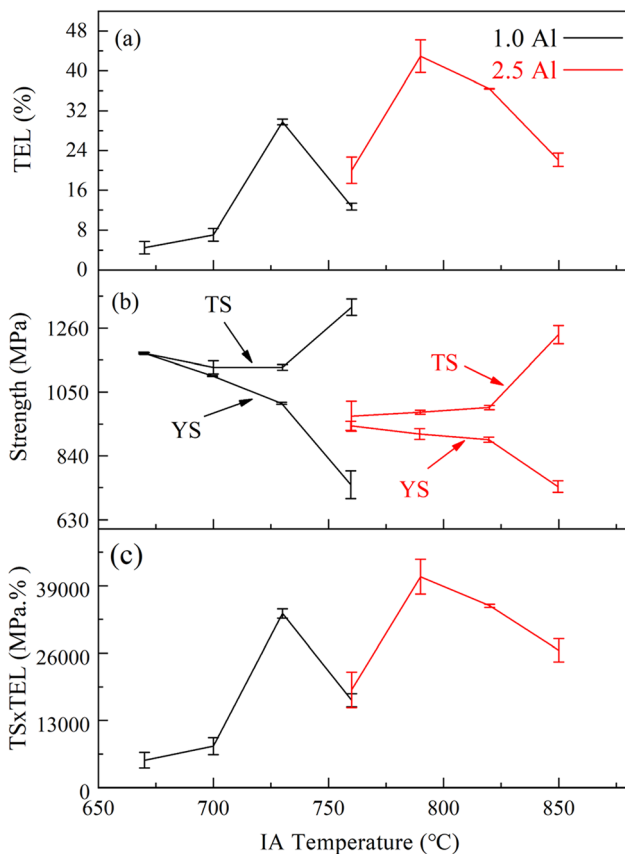 (a)
1.0 Al
2.5 Al
48
40
32
24
16
8
0
TEL (%)
(b)
TS
YS
TS
YS
1260
1050
840
630
Strength (MPa)
(c)
39000
26000
13000
0
TSxTEL (MPa.%)
650 700 750 800 850
IA Temperature (℃)